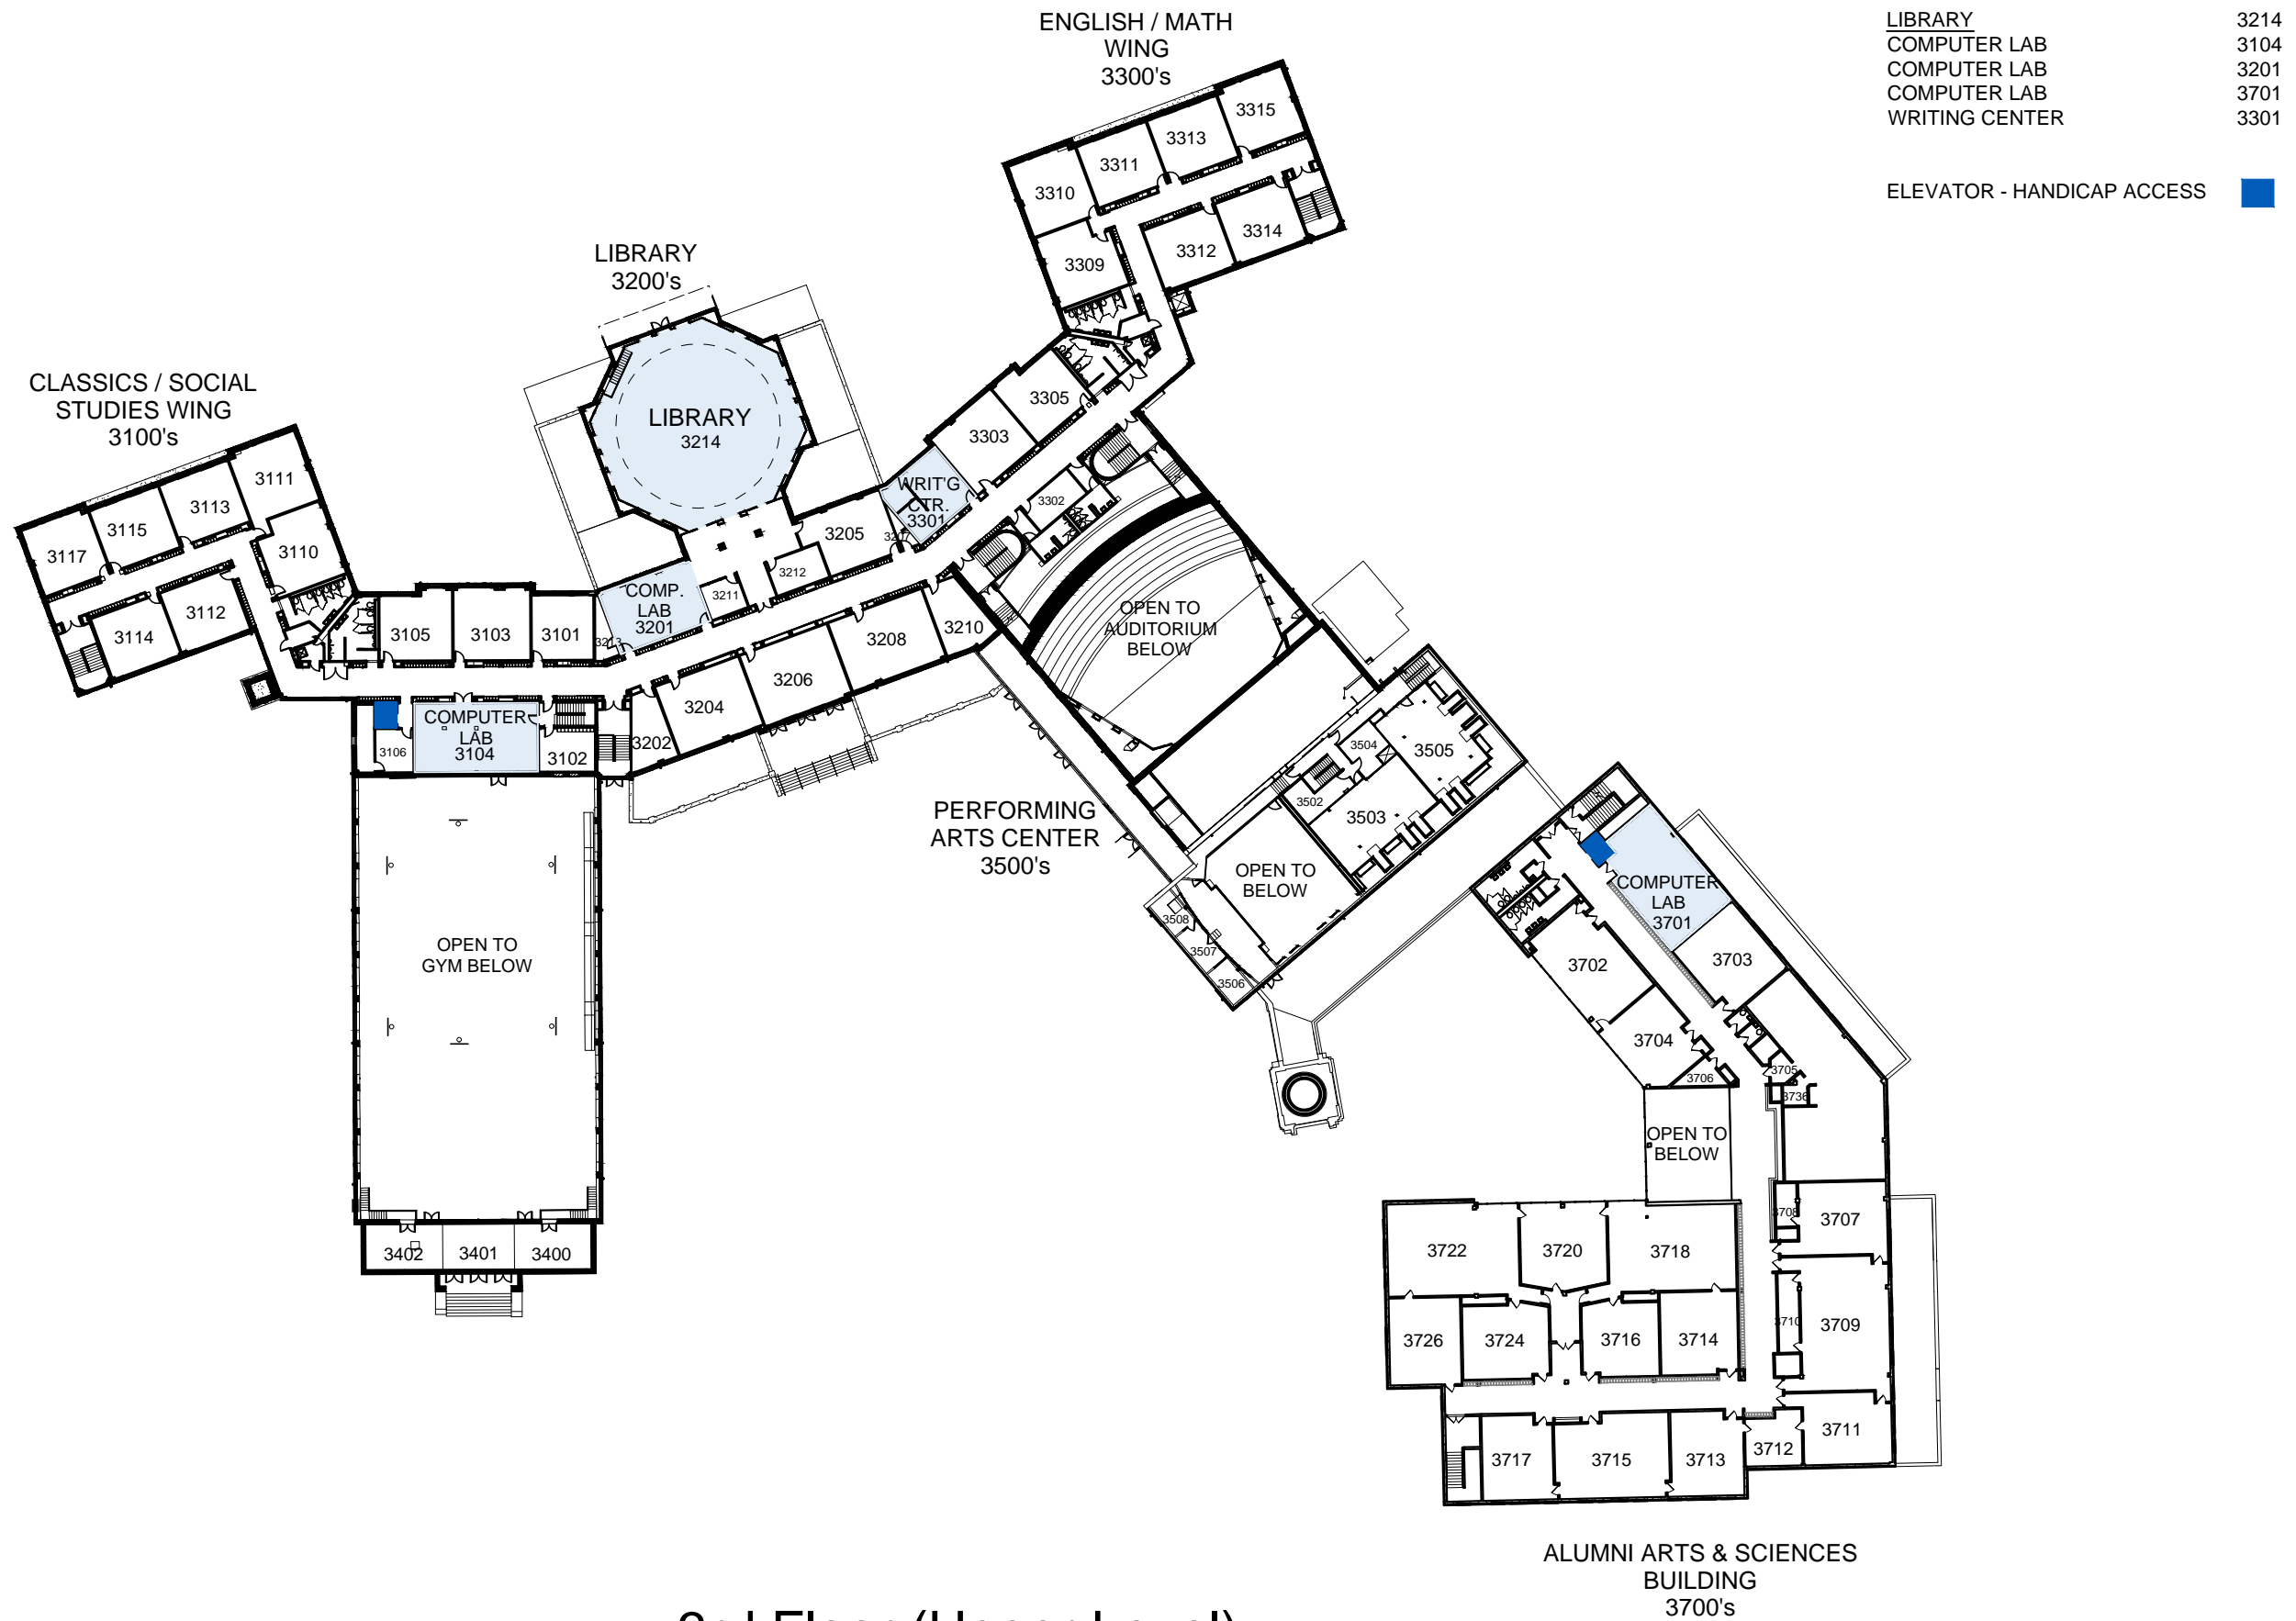 ENGLISH / MATH
WING
3300's
LIBRARY 3214
COMPUTER LAB 3104
COMPUTER LAB 3201
COMPUTER LAB 3701
WRITING CENTER 3301
ELEVATOR - HANDICAP ACCESS
3315
3313
3311
3310
3314
3312
3309
LIBRARY
3200's
CLASSICS / SOCIAL
STUDIES WING
3100's
LIBRARY
3214
3305
3303
3302
WRIT'G
CTR.
3301
3111
3113
3115
3117
3110
3112
3114
3205
3207
3212
3211
COMP.
LAB
3201
3213
3105
3103
3101
3210
3208
3206
3204
3202
COMPUTER
LAB
3104
3106
3102
OPEN TO
AUDITORIUM
BELOW
3504
3505
3502
3503
PERFORMING
ARTS CENTER
3500's
OPEN TO
BELOW
3508
3507
3506
OPEN TO
GYM BELOW
3402
3401
3400
COMPUTER
LAB
3701
3703
3702
3704
3706
3705
3736
OPEN TO
BELOW
3708
3707
3722
3720
3718
3710
3709
3726
3724
3716
3714
3711
3712
3717
3715
3713
ALUMNI ARTS & SCIENCES
BUILDING
3700's